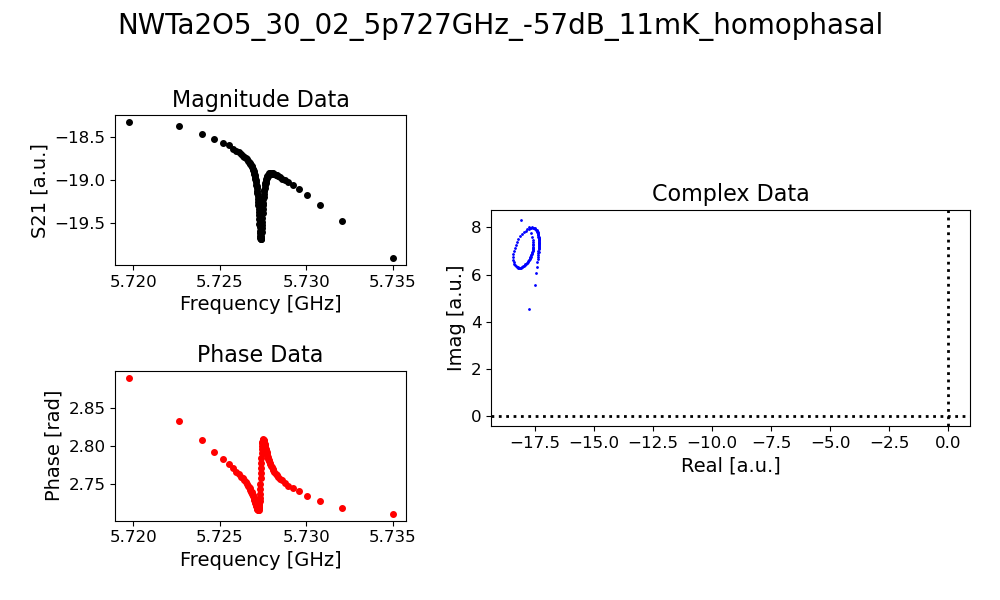 NWTa2O5_30_02_5p727GHz_-57dB_11mK_homophasal
Magnitude Data
S21 [a.u.]
−18.5
−19.0
−19.5
5.720 5.725 5.730 5.735
Frequency [GHz]
Phase Data
Phase [rad]
2.85
2.80
2.75
5.720 5.725 5.730 5.735
Frequency [GHz]
Complex Data
Imag [a.u.]
8
6
4
2
0
−17.5 −15.0 −12.5 −10.0 −7.5 −5.0 −2.5 0.0
Real [a.u.]